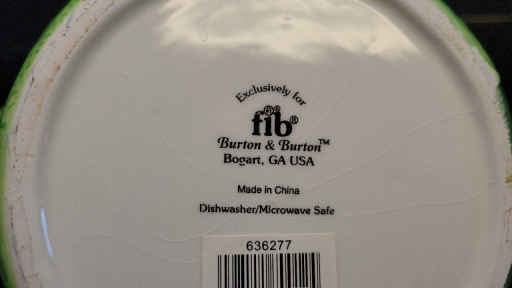 Exclusively for
fib®
Burton & Burton™
Bogart, GA USA
Made in China
Dishwasher/Microwave Safe
636277